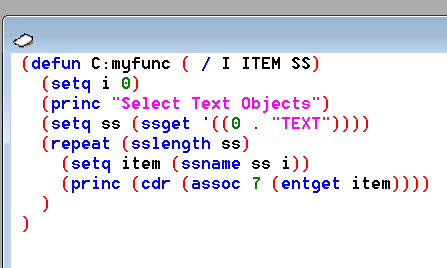 (defun C:myfunc ( / I ITEM SS)
(setq i 0)
(princ "Select Text Objects")
(setq ss (ssget '((0 . "TEXT"))))
(repeat (sslength ss)
(setq item (ssname ss i))
(princ (cdr (assoc 7 (entget item))))
)
)